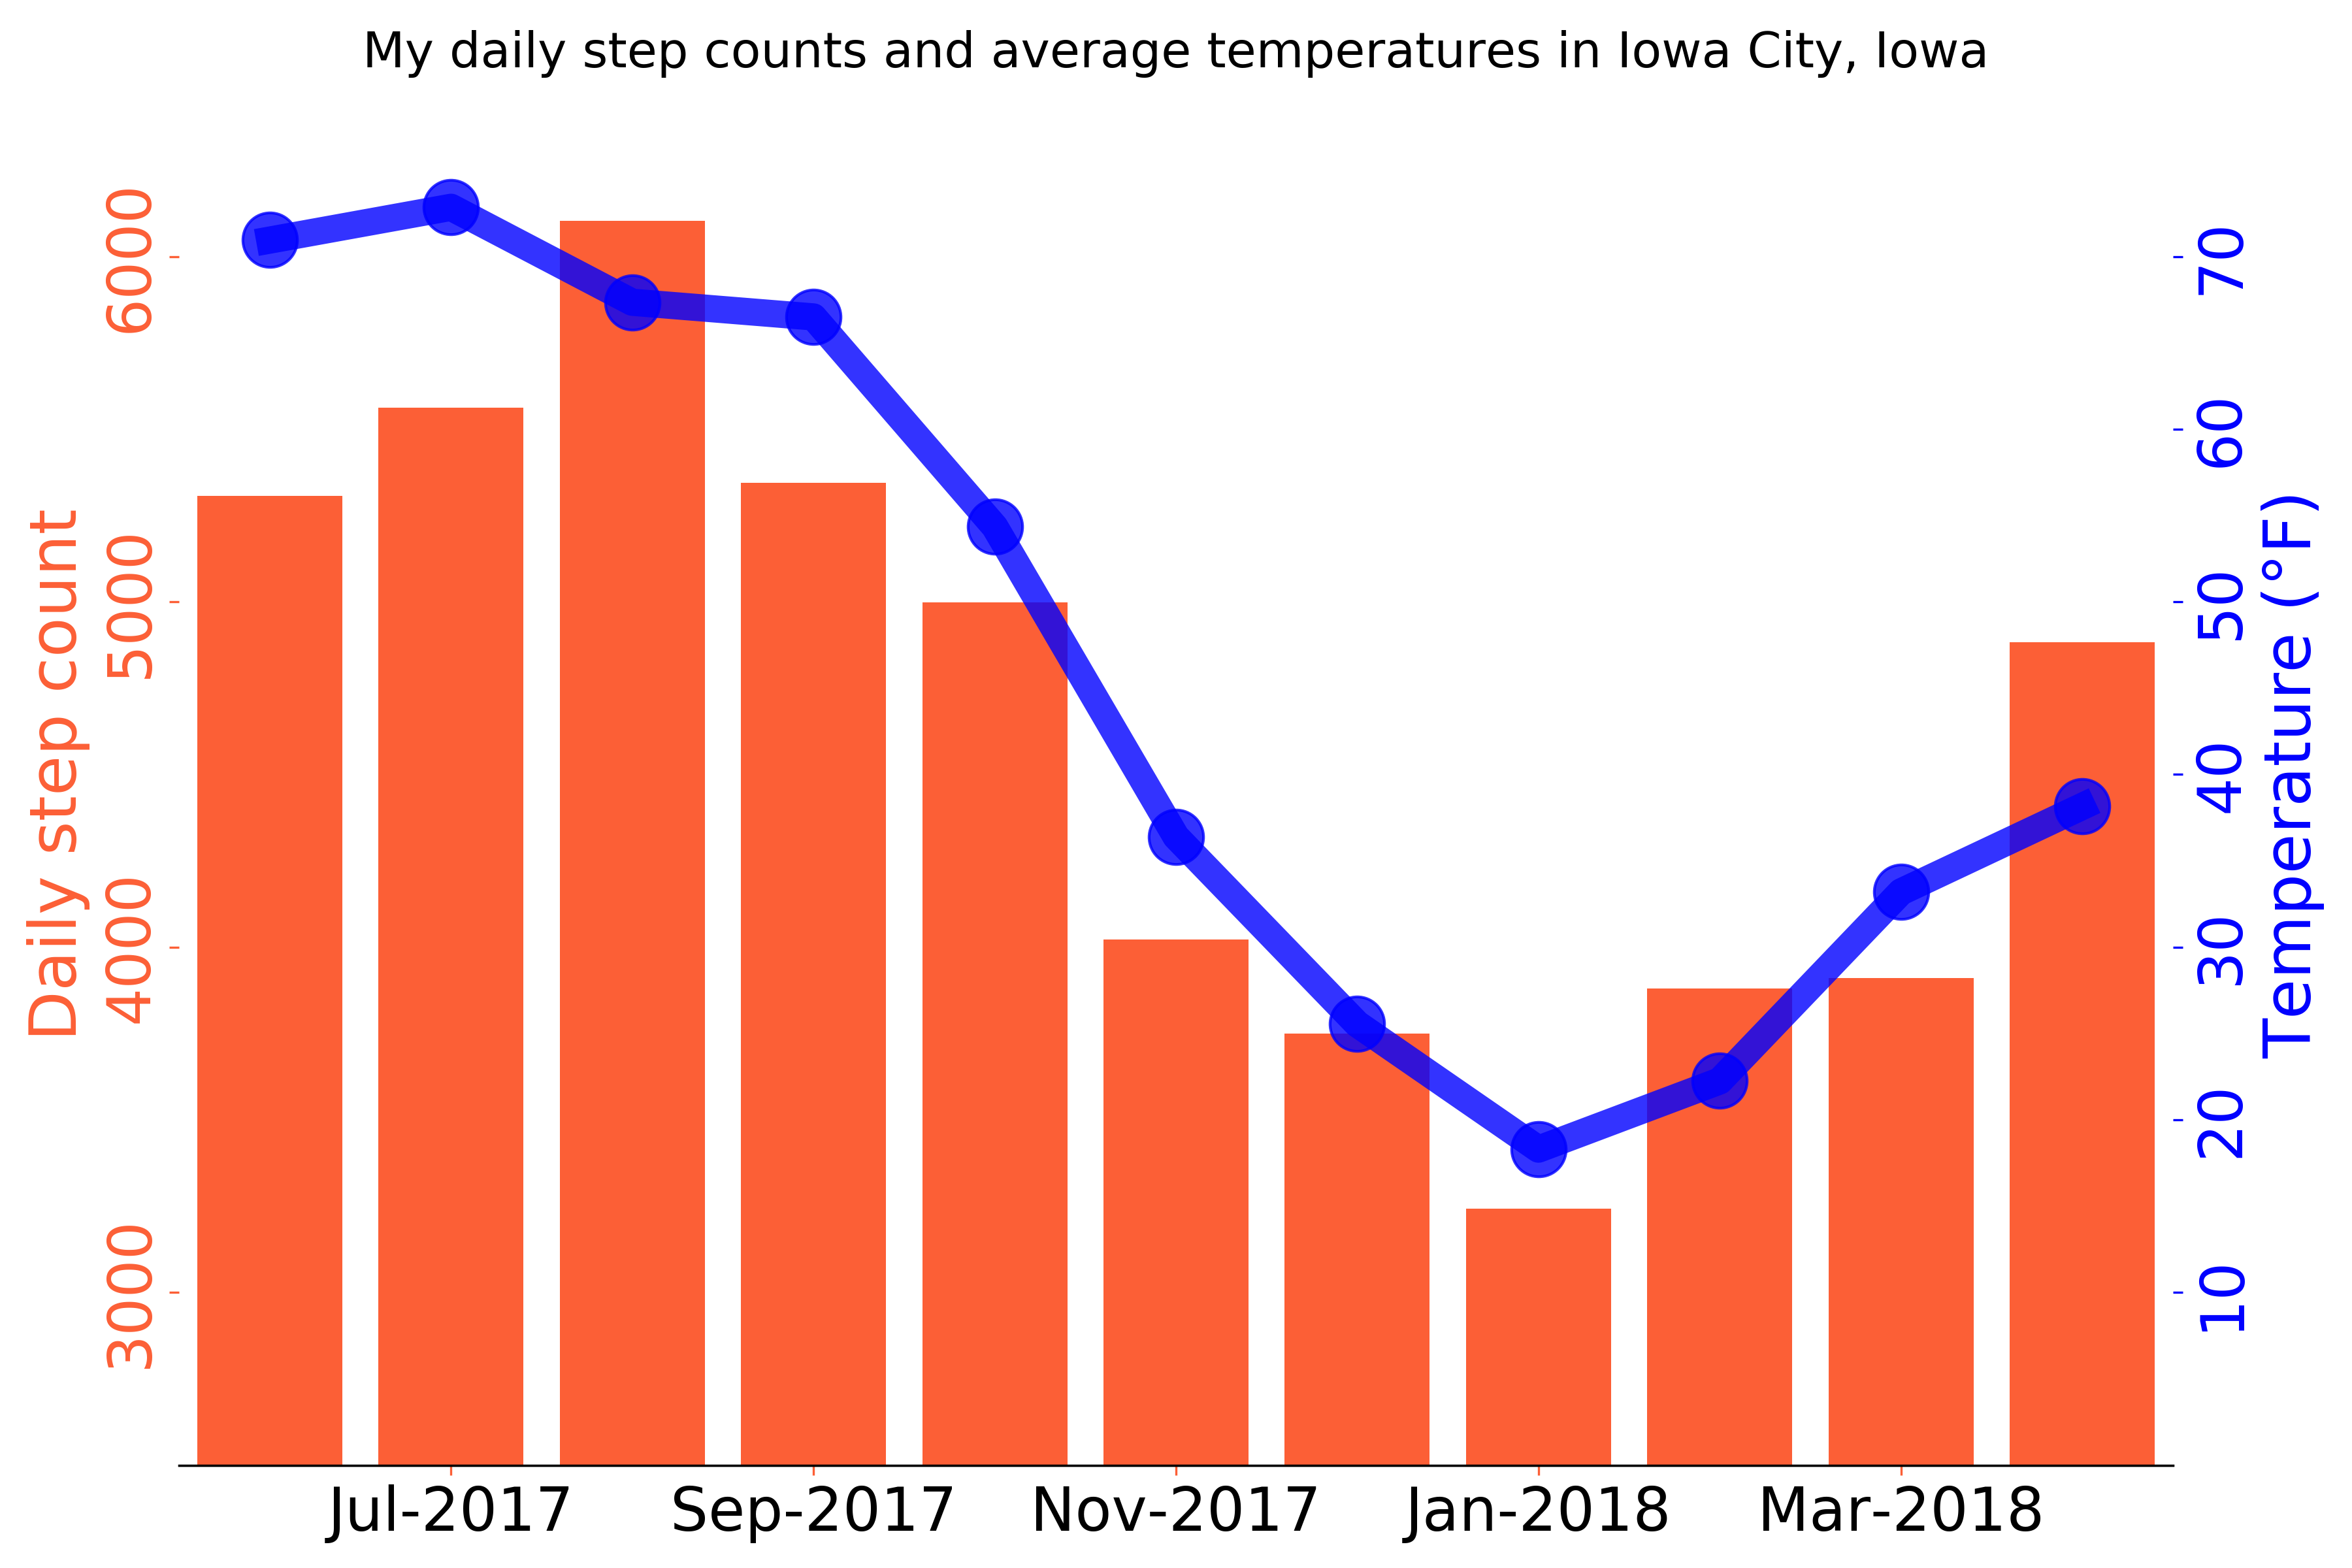 My daily step counts and average temperatures in Iowa City, Iowa
Daily step count
6000
5000
4000
3000
70
60
50
40
30
20
10
Temperature (°F)
Jul-2017 Sep-2017 Nov-2017 Jan-2018 Mar-2018